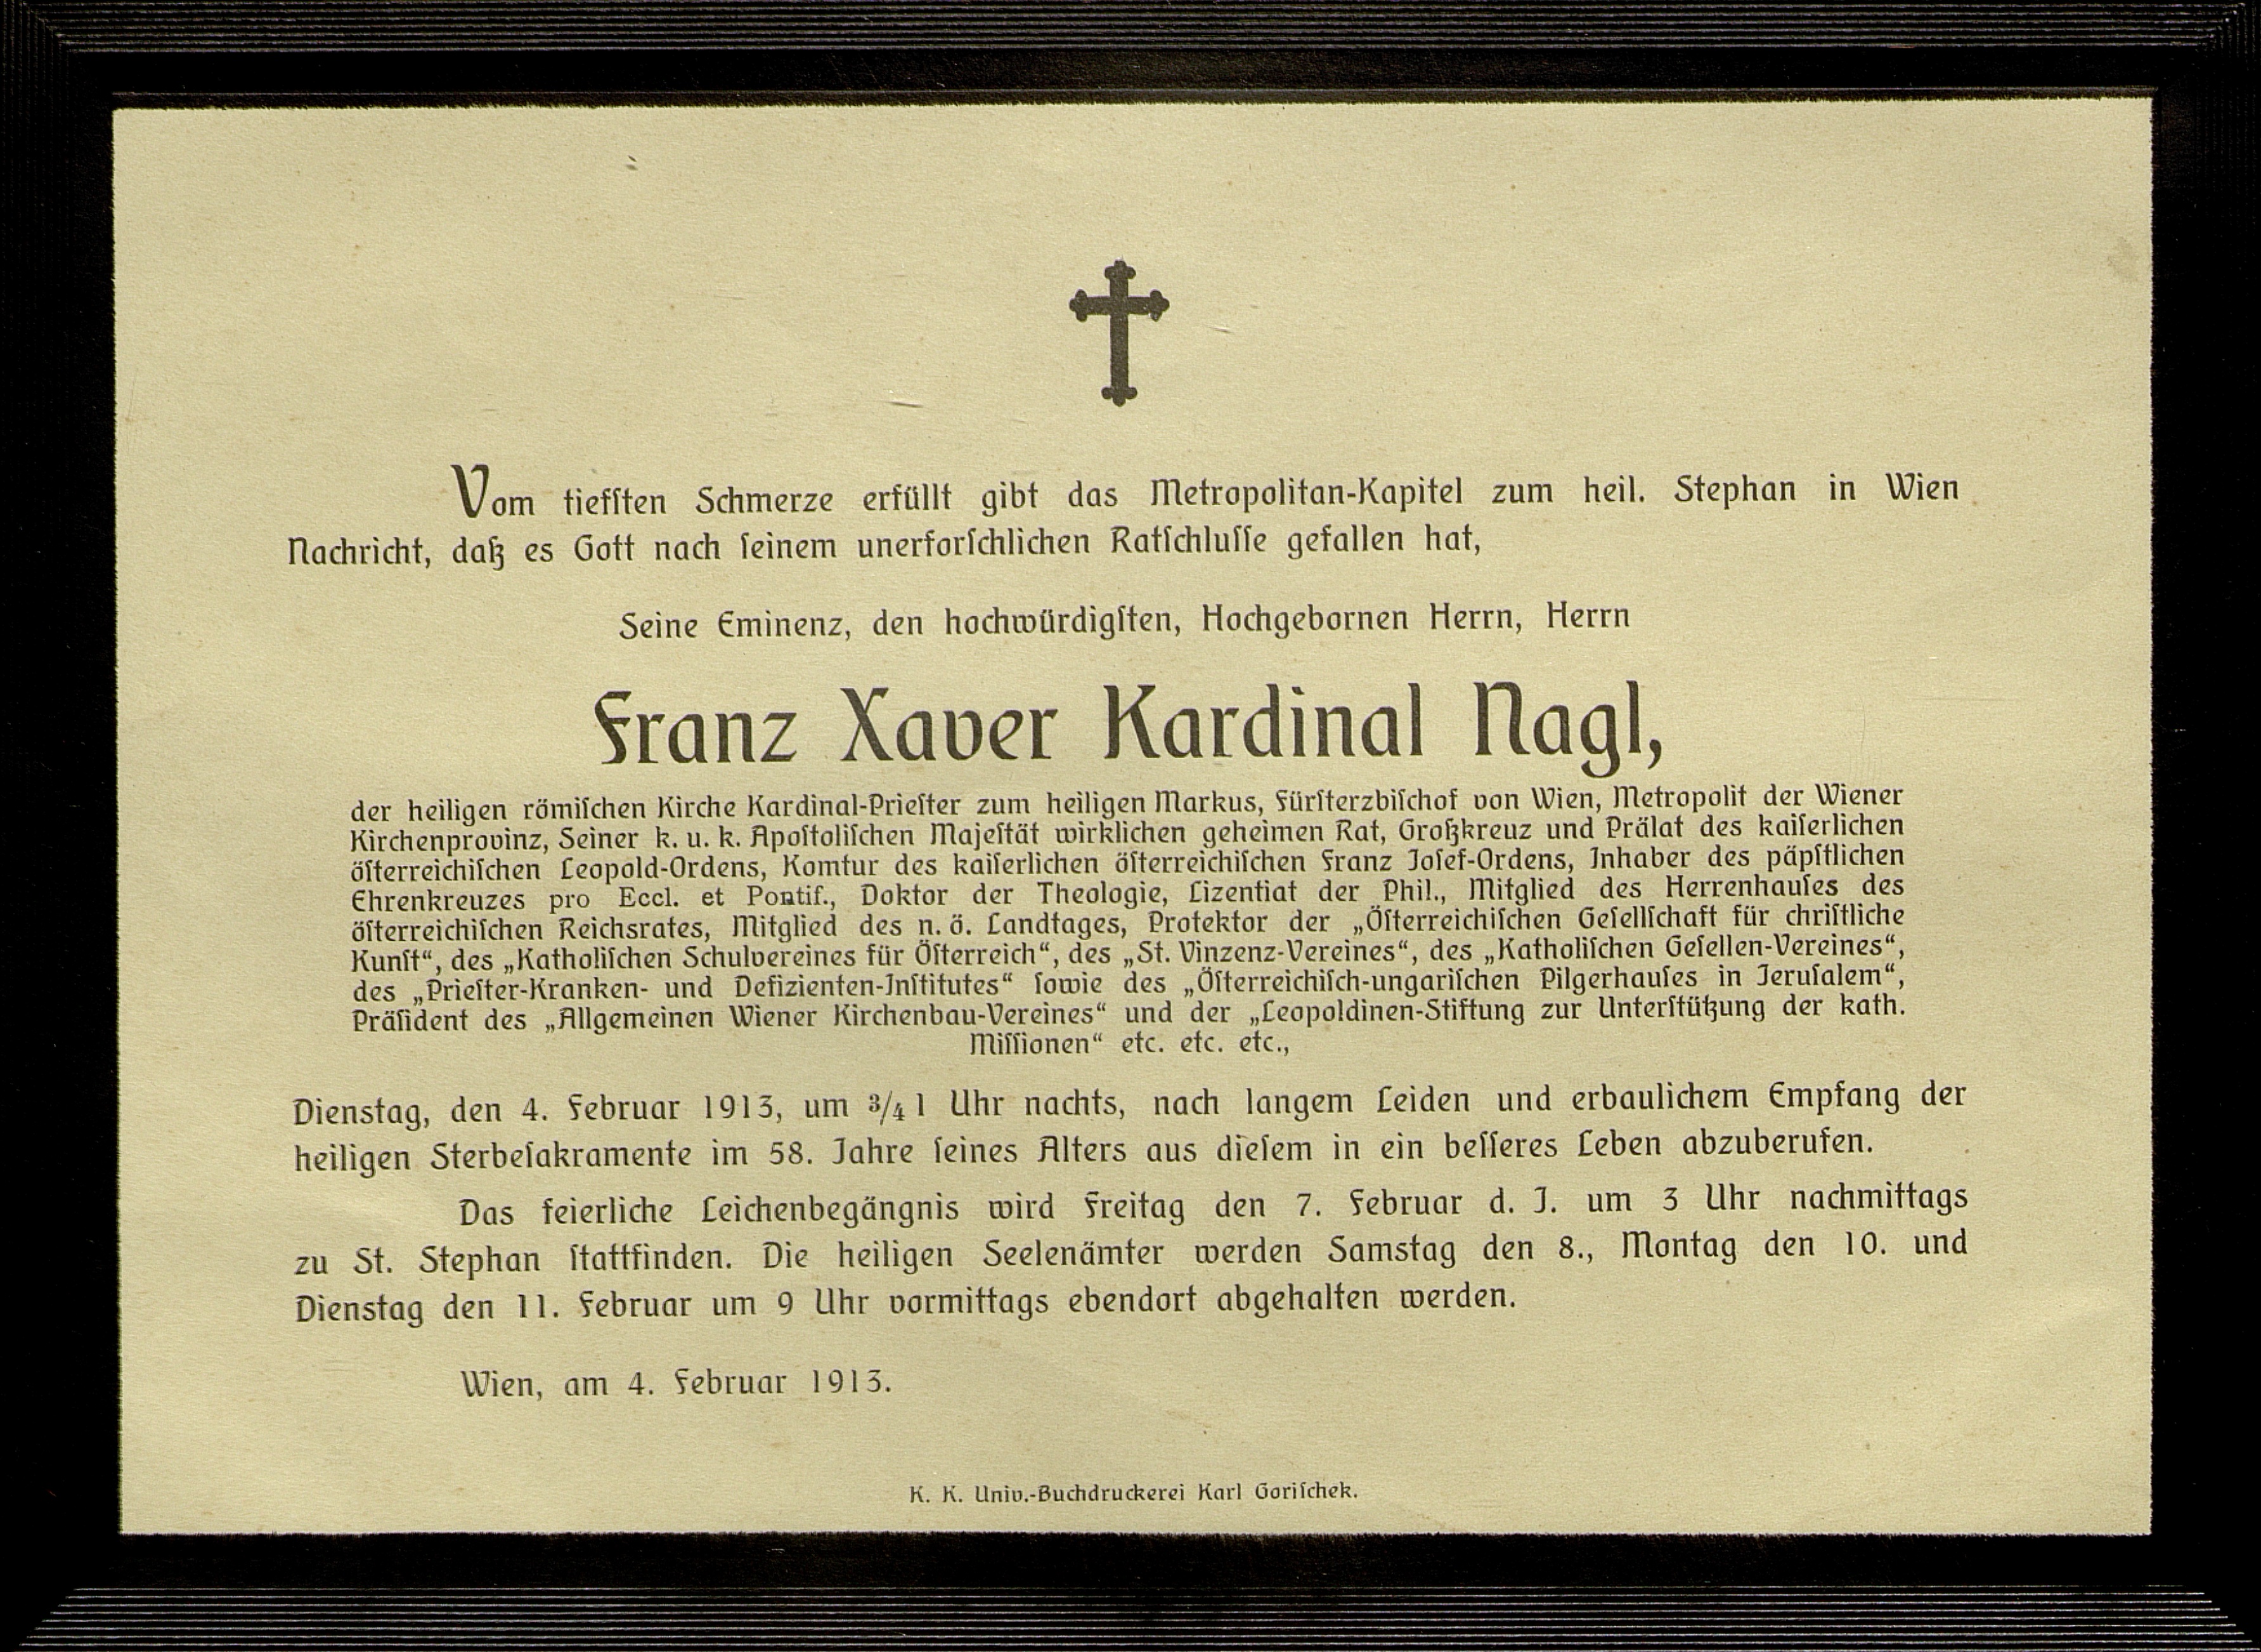 Vom tiefſten Schmerze erfüllt gibt das Metropolitan-Kapitel zum heil. Stephan in Wien
Nachricht, daß es Gott nach ſeinem unerforſchlichen Ratſchluſſe gefallen hat,
Seine Eminenz, den hochwürdigſten, Hochgebornen Herrn, Herrn
Franz Xaver Kardinal Nagl,
der heiligen römiſchen Kirche Kardinal-Prieſter zum heiligen Markus, Fürſterzbiſchof von Wien, Metropolit der Wiener
Kirchenprovinz, Seiner k. u. k. Apoſtoliſchen Majeſtät wirklichen geheimen Rat, Großkreuz und Prälat des kaiſerlichen
öſterreichiſchen Leopold-Ordens, Komtur des kaiſerlichen öſterreichiſchen Franz Joſef-Ordens, Inhaber des päpſtlichen
Ehrenkreuzes pro Eccl. et Pontif., Doktor der Theologie, Lizentiat der Phil., Mitglied des Herrenhauſes des
öſterreichiſchen Reichsrates, Mitglied des n. ö. Landtages, Protektor der „Öſterreichiſchen Geſellſchaft für chriſtliche
Kunſt“, des „Katholiſchen Schulvereines für Öſterreich“, des „St. Vinzenz-Vereines“, des „Katholiſchen Geſellen-Vereines“,
des „Prieſter-Kranken- und Defizienten-Inſtitutes“ ſowie des „Öſterreichiſch-ungariſchen Pilgerhauſes in Jeruſalem“,
Präſident des „Allgemeinen Wiener Kirchenbau-Vereines“ und der „Leopoldinen-Stiftung zur Unterſtützung der kath.
Miſſionen“ etc. etc. etc.,
Dienstag, den 4. Februar 1913, um 3/4 1 Uhr nachts, nach langem Leiden und erbaulichem Empfang der
heiligen Sterbeſakramente im 58. Jahre ſeines Alters aus dieſem in ein beſſeres Leben abzuberufen.
Das feierliche Leichenbegängnis wird Freitag den 7. Februar d. J. um 3 Uhr nachmittags
zu St. Stephan ſtattfinden. Die heiligen Seelenämter werden Samstag den 8., Montag den 10. und
Dienstag den 11. Februar um 9 Uhr vormittags ebendort abgehalten werden.
Wien, am 4. Februar 1913.
K. K. Univ.-Buchdruckerei Karl Goriſchek.